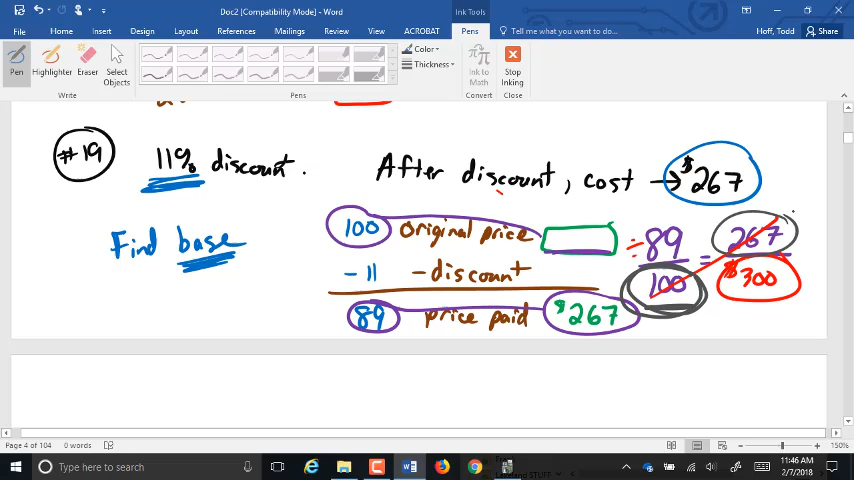 Doc2 [Compatibility Mode] - Word
Ink Tools
Hoff, Todd
File Home Insert Design Layout References Mailings Review View ACROBAT Pens Tell me what you want to do... Share
Pen Highlighter Eraser Select Objects
Color
Thickness
Ink to Math
Stop Inking
Write Pens Convert Close
#19 11% discount. After discount, cost → $267
Find base
100 original price ÷ 89 = 267
-11 - discount 100 $300
89 price paid $267
Page 4 of 104 0 words 150%
Type here to search
11:46 AM
2/7/2018